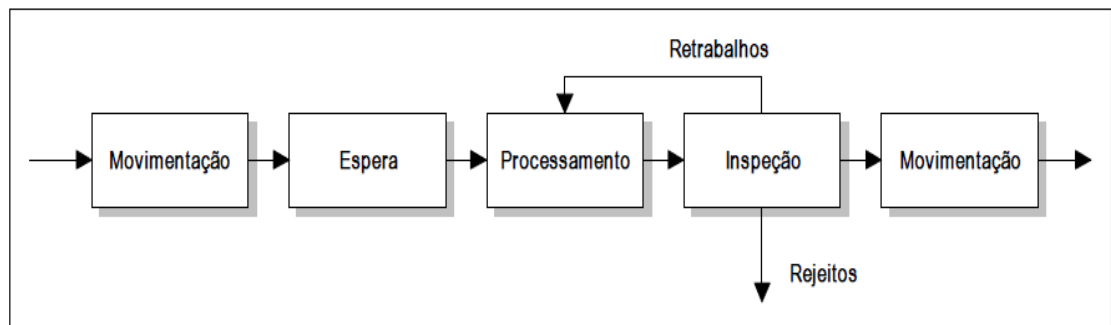 Retrabalhos
Movimentação
Espera
Processamento
Inspeção
Movimentação
Rejeitos